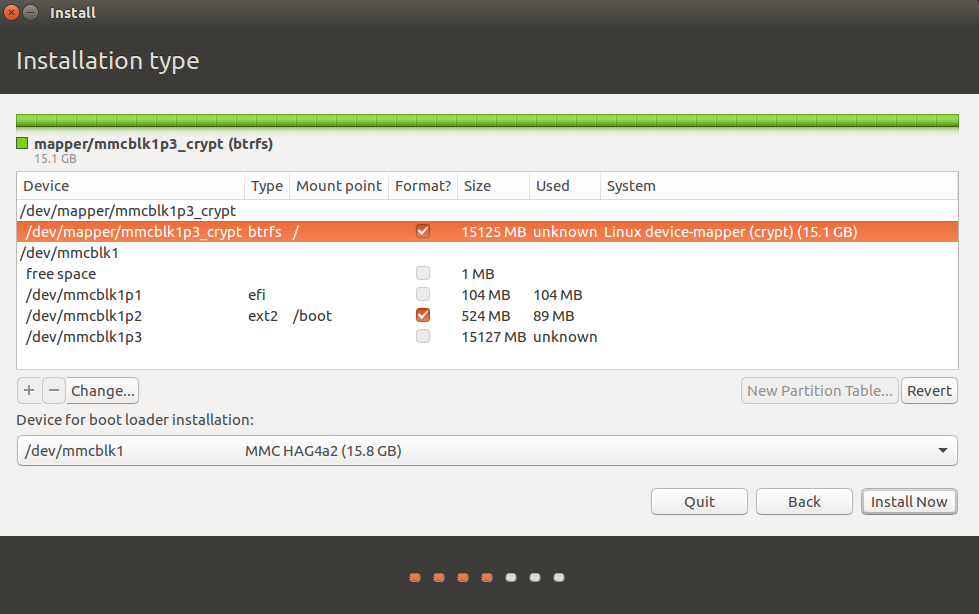 Install
Installation type
mapper/mmcblk1p3_crypt (btrfs)
15.1 GB
Device Type Mount point Format? Size Used System
/dev/mapper/mmcblk1p3_crypt
/dev/mapper/mmcblk1p3_crypt btrfs / 15125 MB unknown Linux device-mapper (crypt) (15.1 GB)
/dev/mmcblk1
free space 1 MB
/dev/mmcblk1p1 efi 104 MB 104 MB
/dev/mmcblk1p2 ext2 /boot 524 MB 89 MB
/dev/mmcblk1p3 15127 MB unknown
+ − Change... New Partition Table... Revert
Device for boot loader installation:
/dev/mmcblk1 MMC HAG4a2 (15.8 GB)
Quit Back Install Now